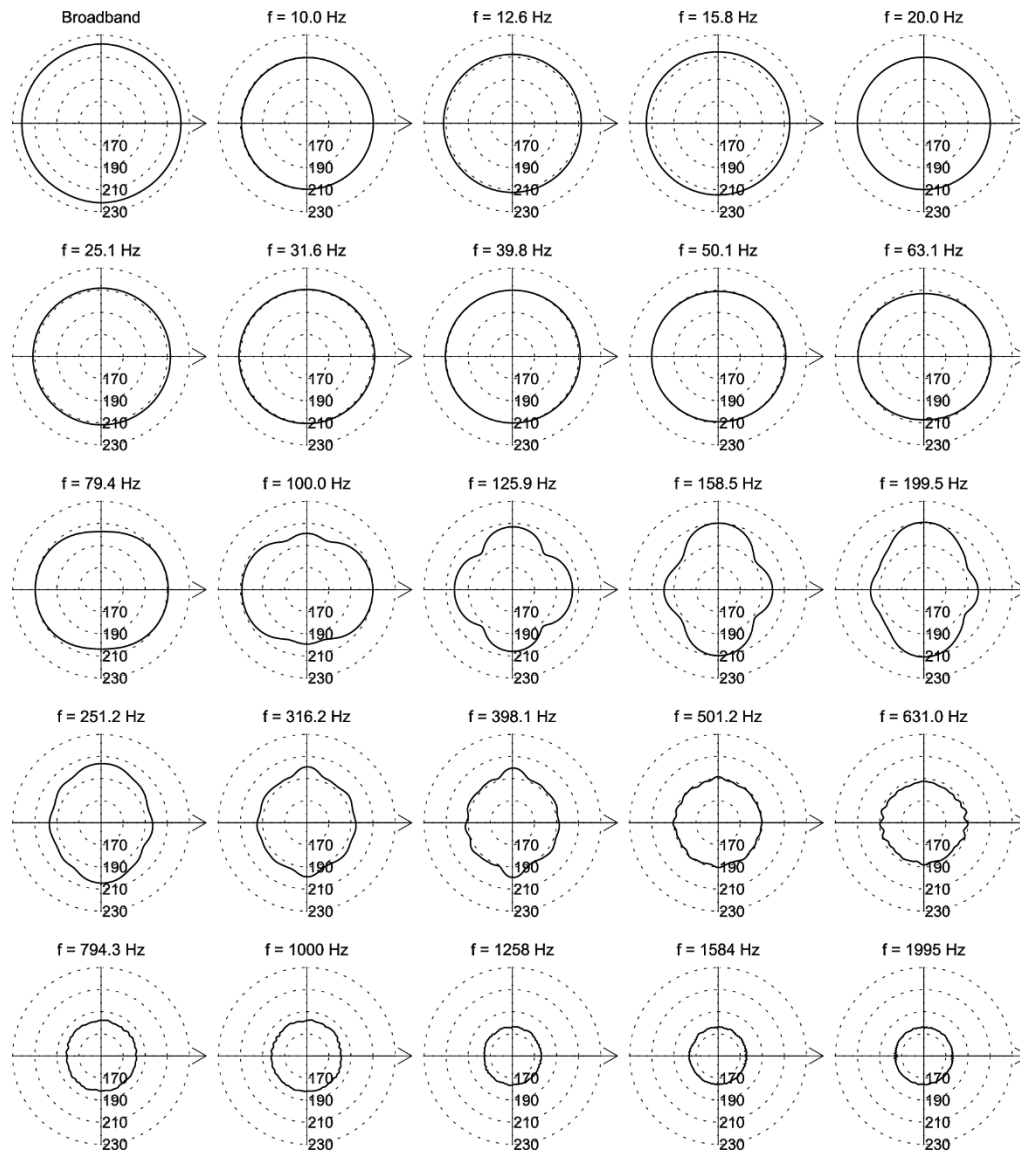 Broadband f = 10.0 Hz f = 12.6 Hz f = 15.8 Hz f = 20.0 Hz
170 170 170 170 170
190 190 190 190 190
210 210 210 210 210
230 230 230 230 230
f = 25.1 Hz f = 31.6 Hz f = 39.8 Hz f = 50.1 Hz f = 63.1 Hz
170 170 170 170 170
190 190 190 190 190
210 210 210 210 210
230 230 230 230 230
f = 79.4 Hz f = 100.0 Hz f = 125.9 Hz f = 158.5 Hz f = 199.5 Hz
170 170 170 170 170
190 190 190 190 190
210 210 210 210 210
230 230 230 230 230
f = 251.2 Hz f = 316.2 Hz f = 398.1 Hz f = 501.2 Hz f = 631.0 Hz
170 170 170 170 170
190 190 190 190 190
210 210 210 210 210
230 230 230 230 230
f = 794.3 Hz f = 1000 Hz f = 1258 Hz f = 1584 Hz f = 1995 Hz
170 170 170 170 170
190 190 190 190 190
210 210 210 210 210
230 230 230 230 230